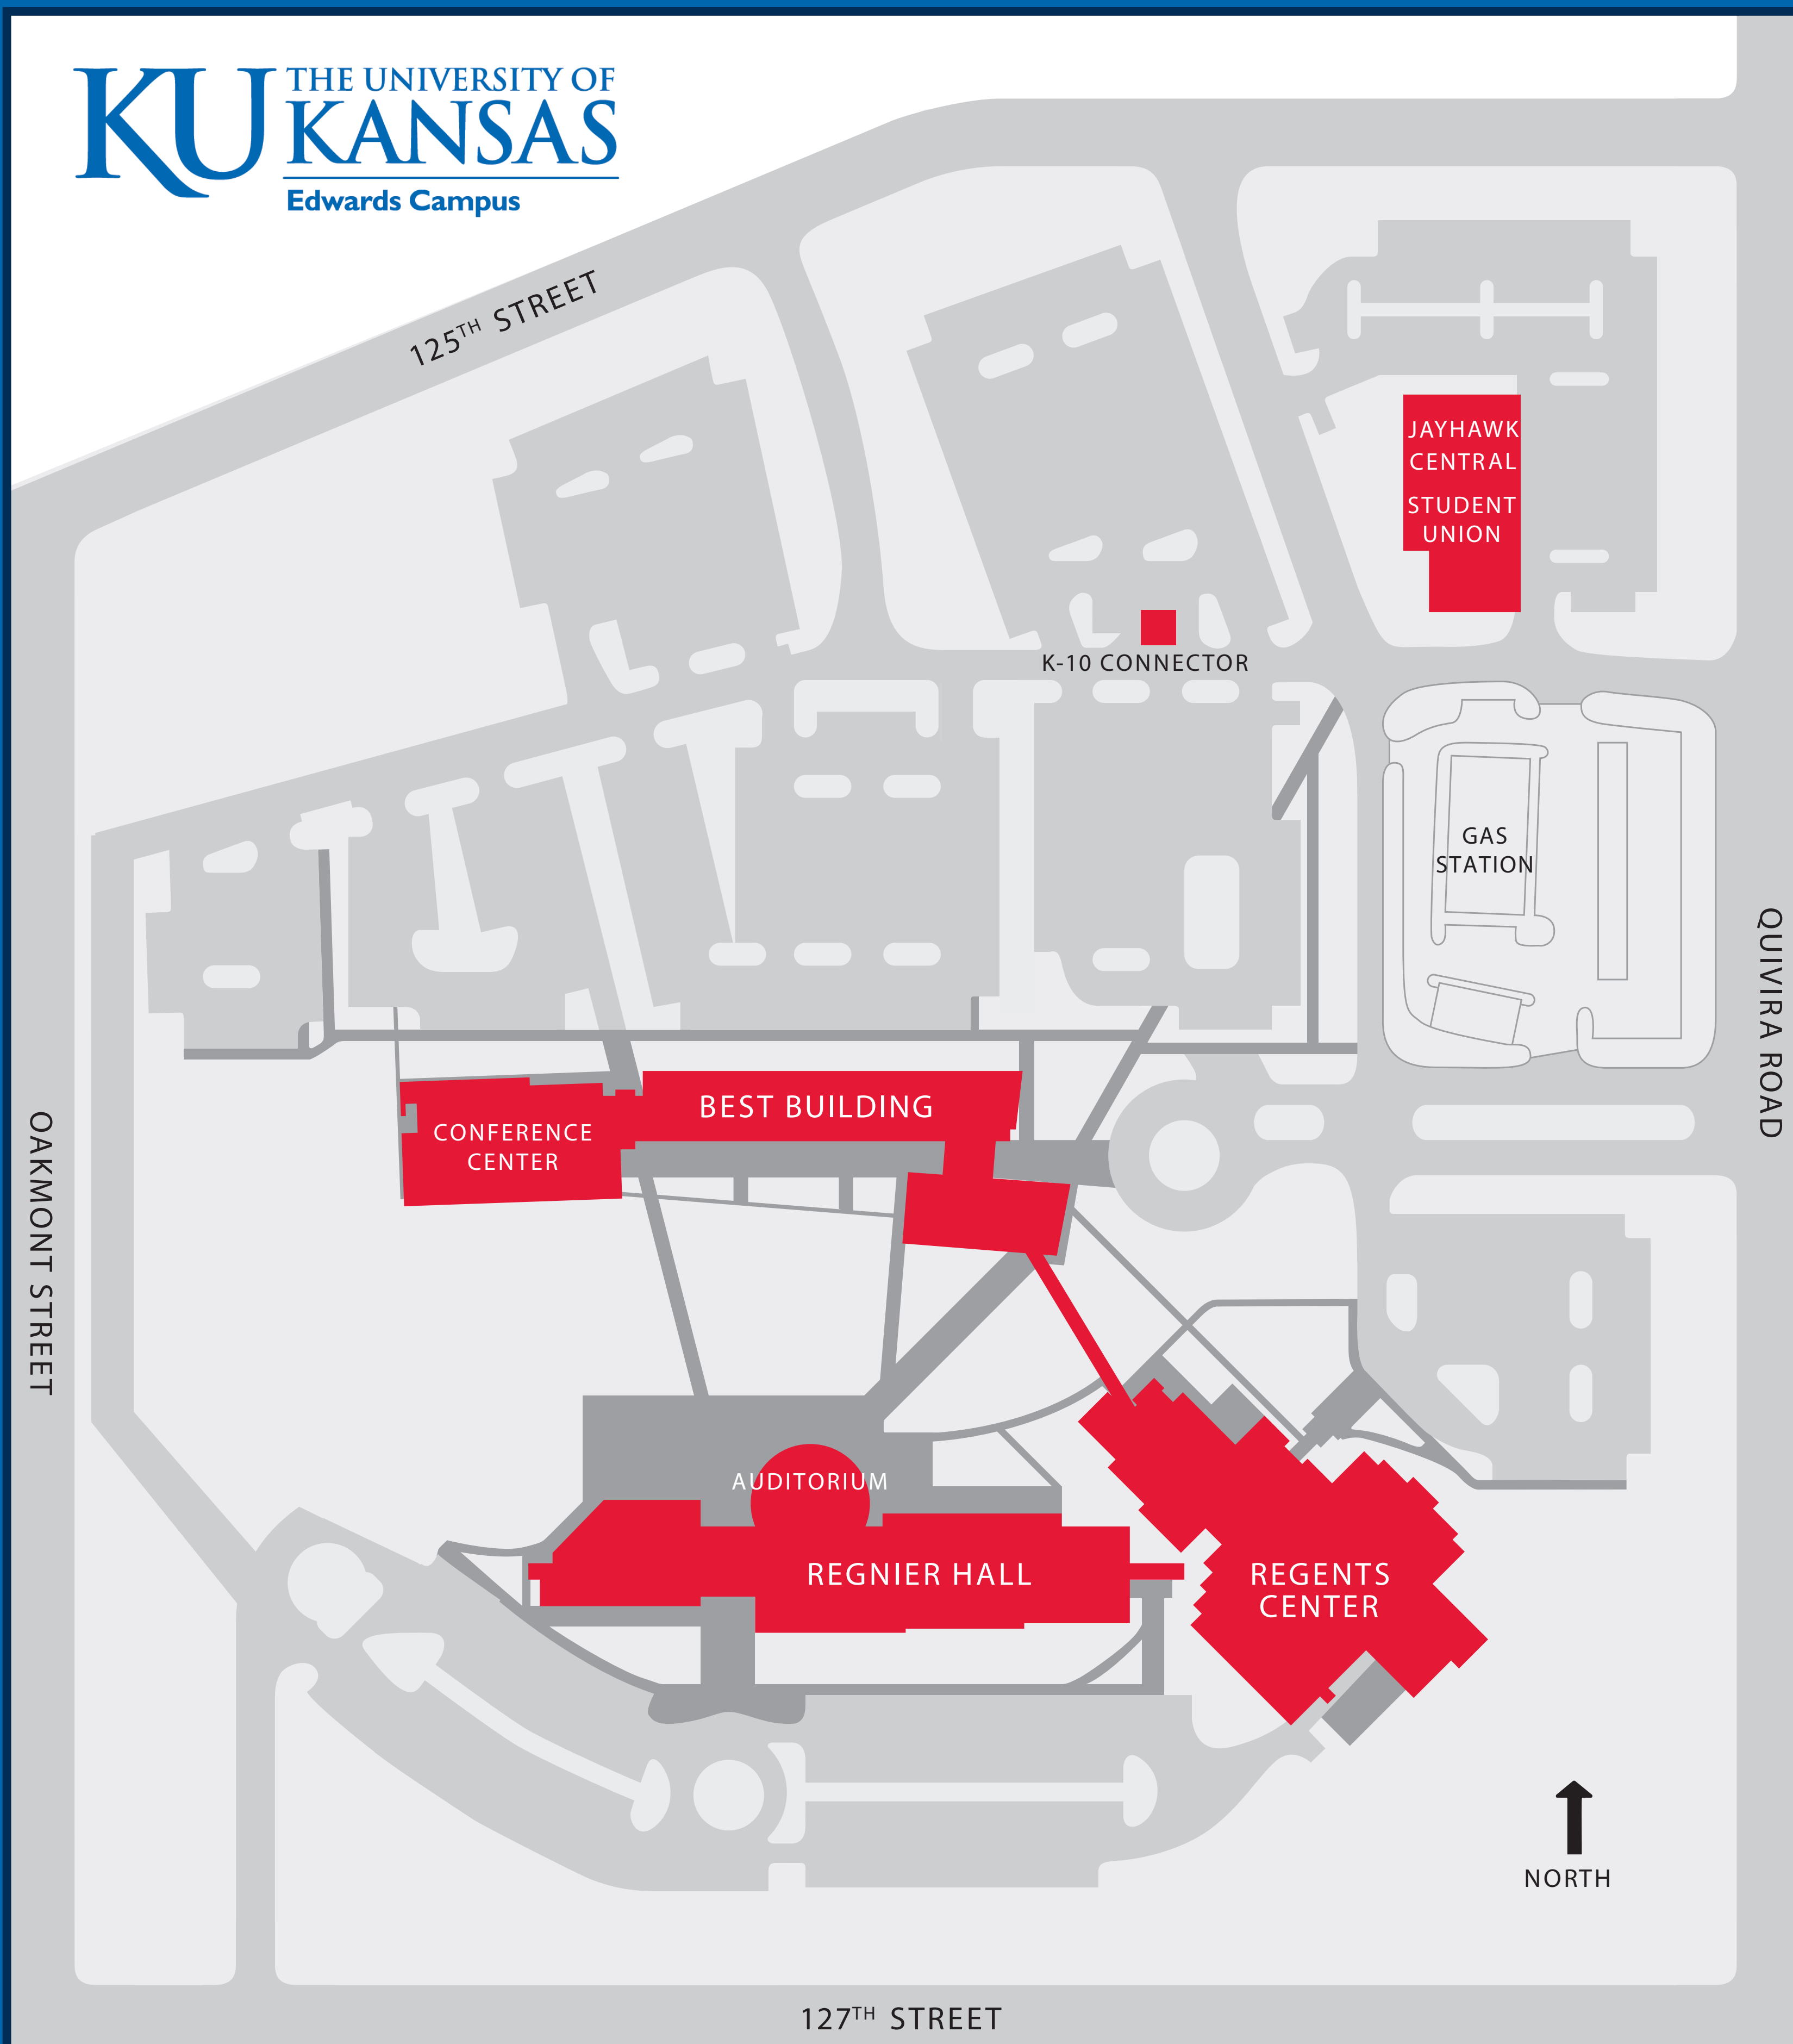 KU THE UNIVERSITY OF
KANSAS
Edwards Campus
125TH STREET
JAYHAWK
CENTRAL
STUDENT
UNION
K-10 CONNECTOR
GAS
STATION
QUIVIRA ROAD
BEST BUILDING
CONFERENCE
CENTER
OAKMONT STREET
AUDITORIUM
REGNIER HALL
REGENTS
CENTER
NORTH
127TH STREET